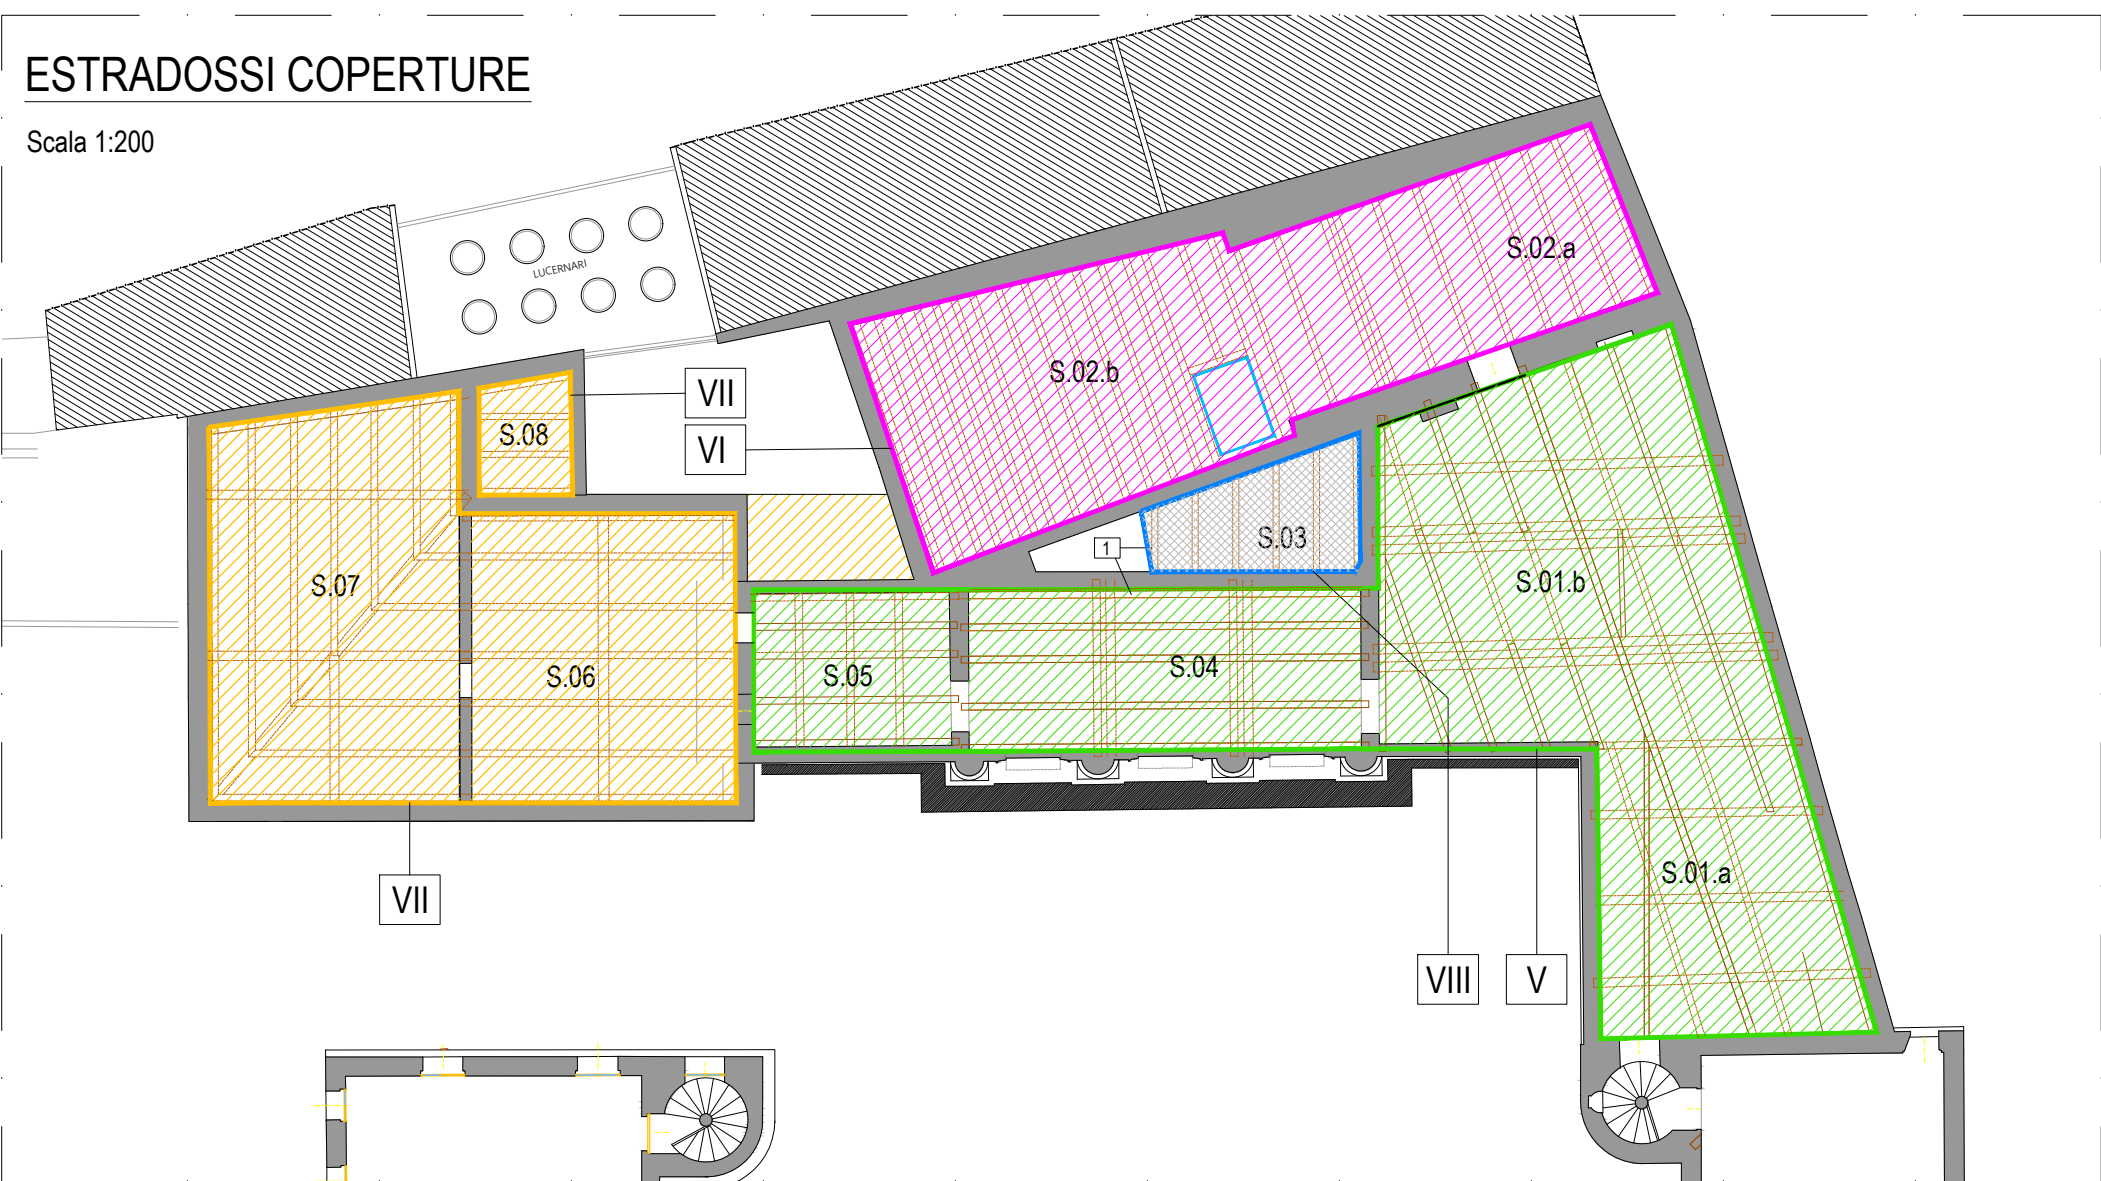 ESTRADOSSI COPERTURE
Scala 1:200
LUCERNARI
S.02.a
S.02.b
VII
S.08
VI
S.03
1
S.07
S.01.b
S.06
S.05
S.04
S.01.a
VII
VIII
V